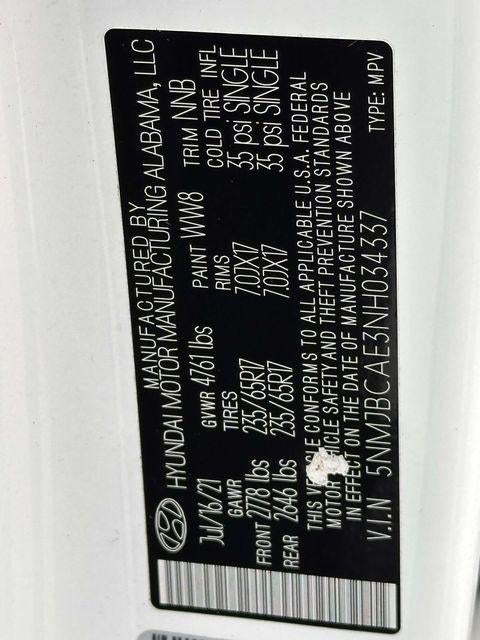 MANUFACTURED BY
HYUNDAI MOTOR MANUFACTURING ALABAMA, LLC
Jul/16/21 GVWR 4761 lbs PAINT WW8 TRIM NNB
GAWR TIRES RIMS COLD TIRE INFL
FRONT 2778 lbs 235/65R17 7.0JX17 35 psi SINGLE
REAR 2646 lbs 235/65R17 7.0JX17 35 psi SINGLE
THIS VEHICLE CONFORMS TO ALL APPLICABLE U.S.A. FEDERAL
MOTOR VEHICLE SAFETY AND THEFT PREVENTION STANDARDS
IN EFFECT ON THE DATE OF MANUFACTURE SHOWN ABOVE
V.I.N 5NMJBCAE3NH034337 TYPE: MPV